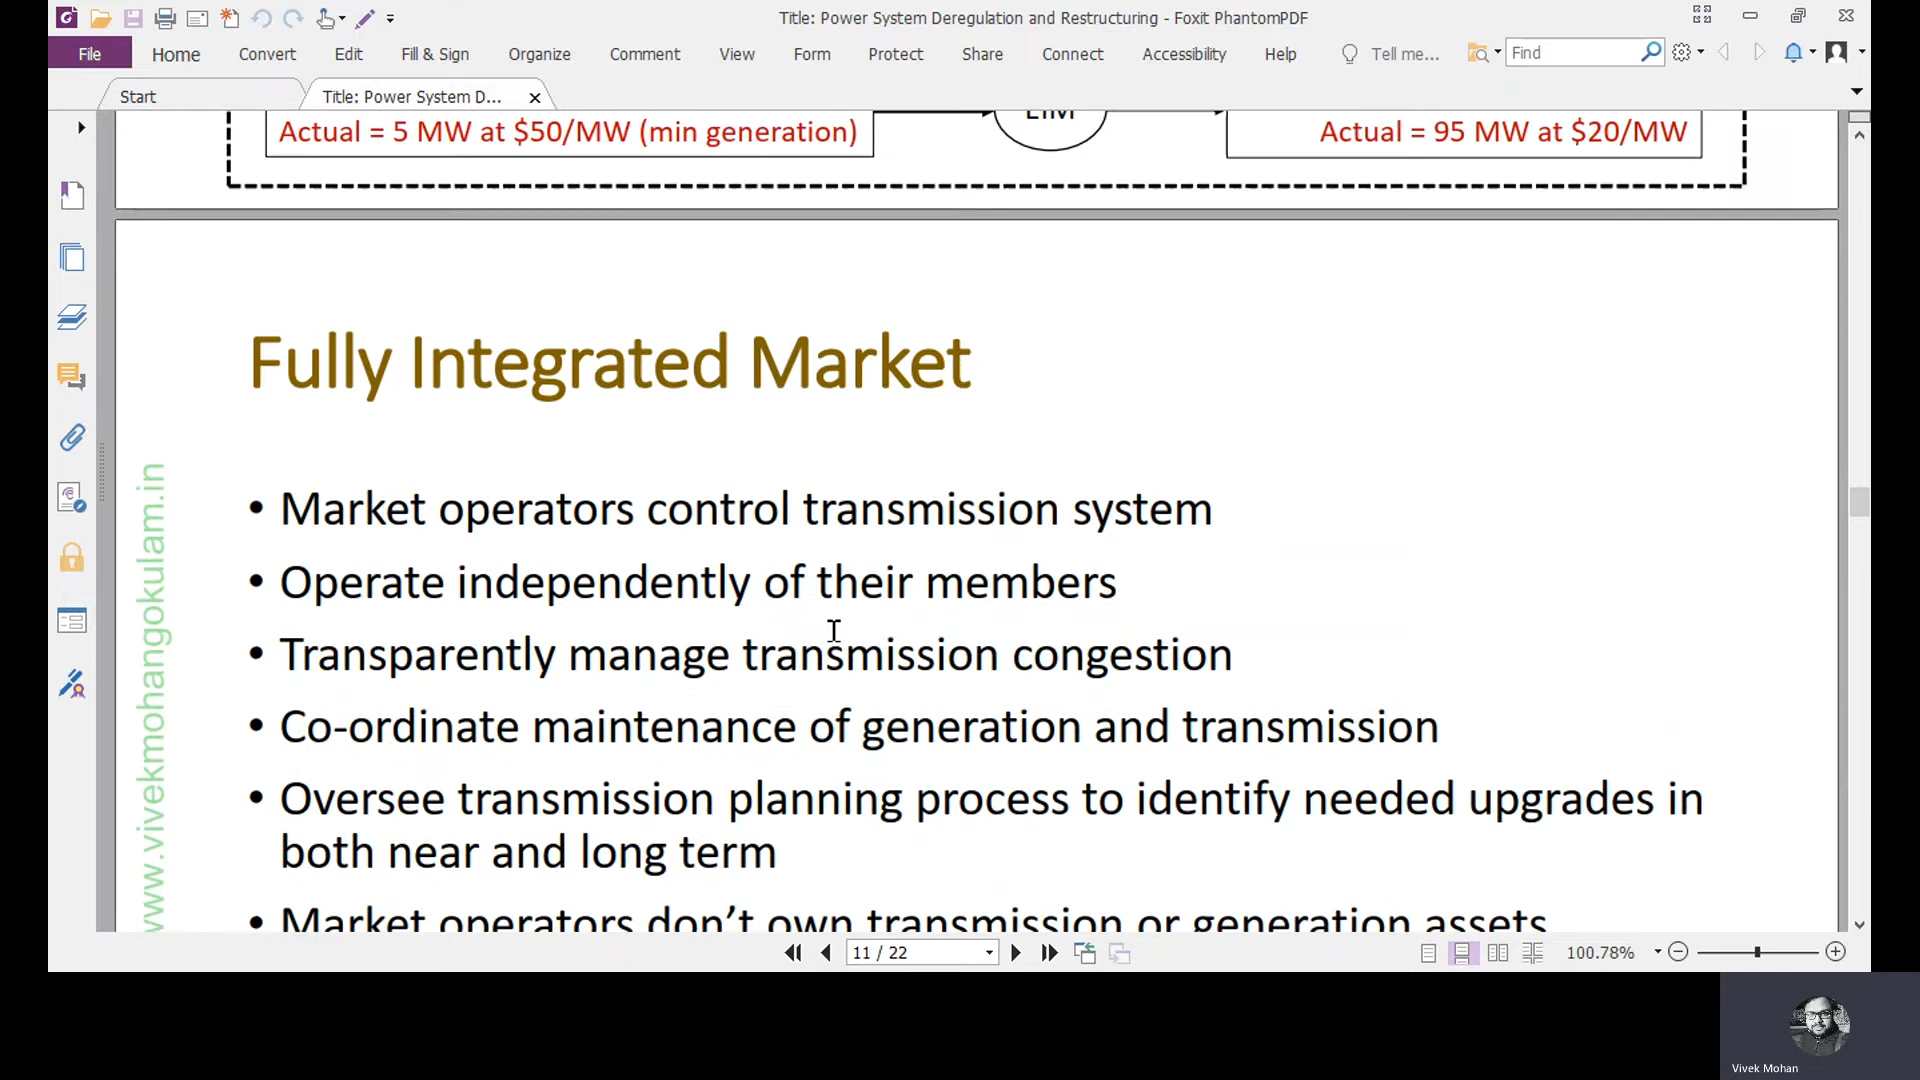 Title: Power System Deregulation and Restructuring - Foxit PhantomPDF
File Home Convert Edit Fill & Sign Organize Comment View Form Protect Share Connect Accessibility Help Tell me... Find
Start Title: Power System D...
Actual = 5 MW at $50/MW (min generation) EIM Actual = 95 MW at $20/MW
Fully Integrated Market
• Market operators control transmission system
• Operate independently of their members
• Transparently manage transmission congestion
• Co-ordinate maintenance of generation and transmission
• Oversee transmission planning process to identify needed upgrades in
both near and long term
• Market operators don't own transmission or generation assets
www.vivekmohangokulam.in
11 / 22 100.78%
Vivek Mohan